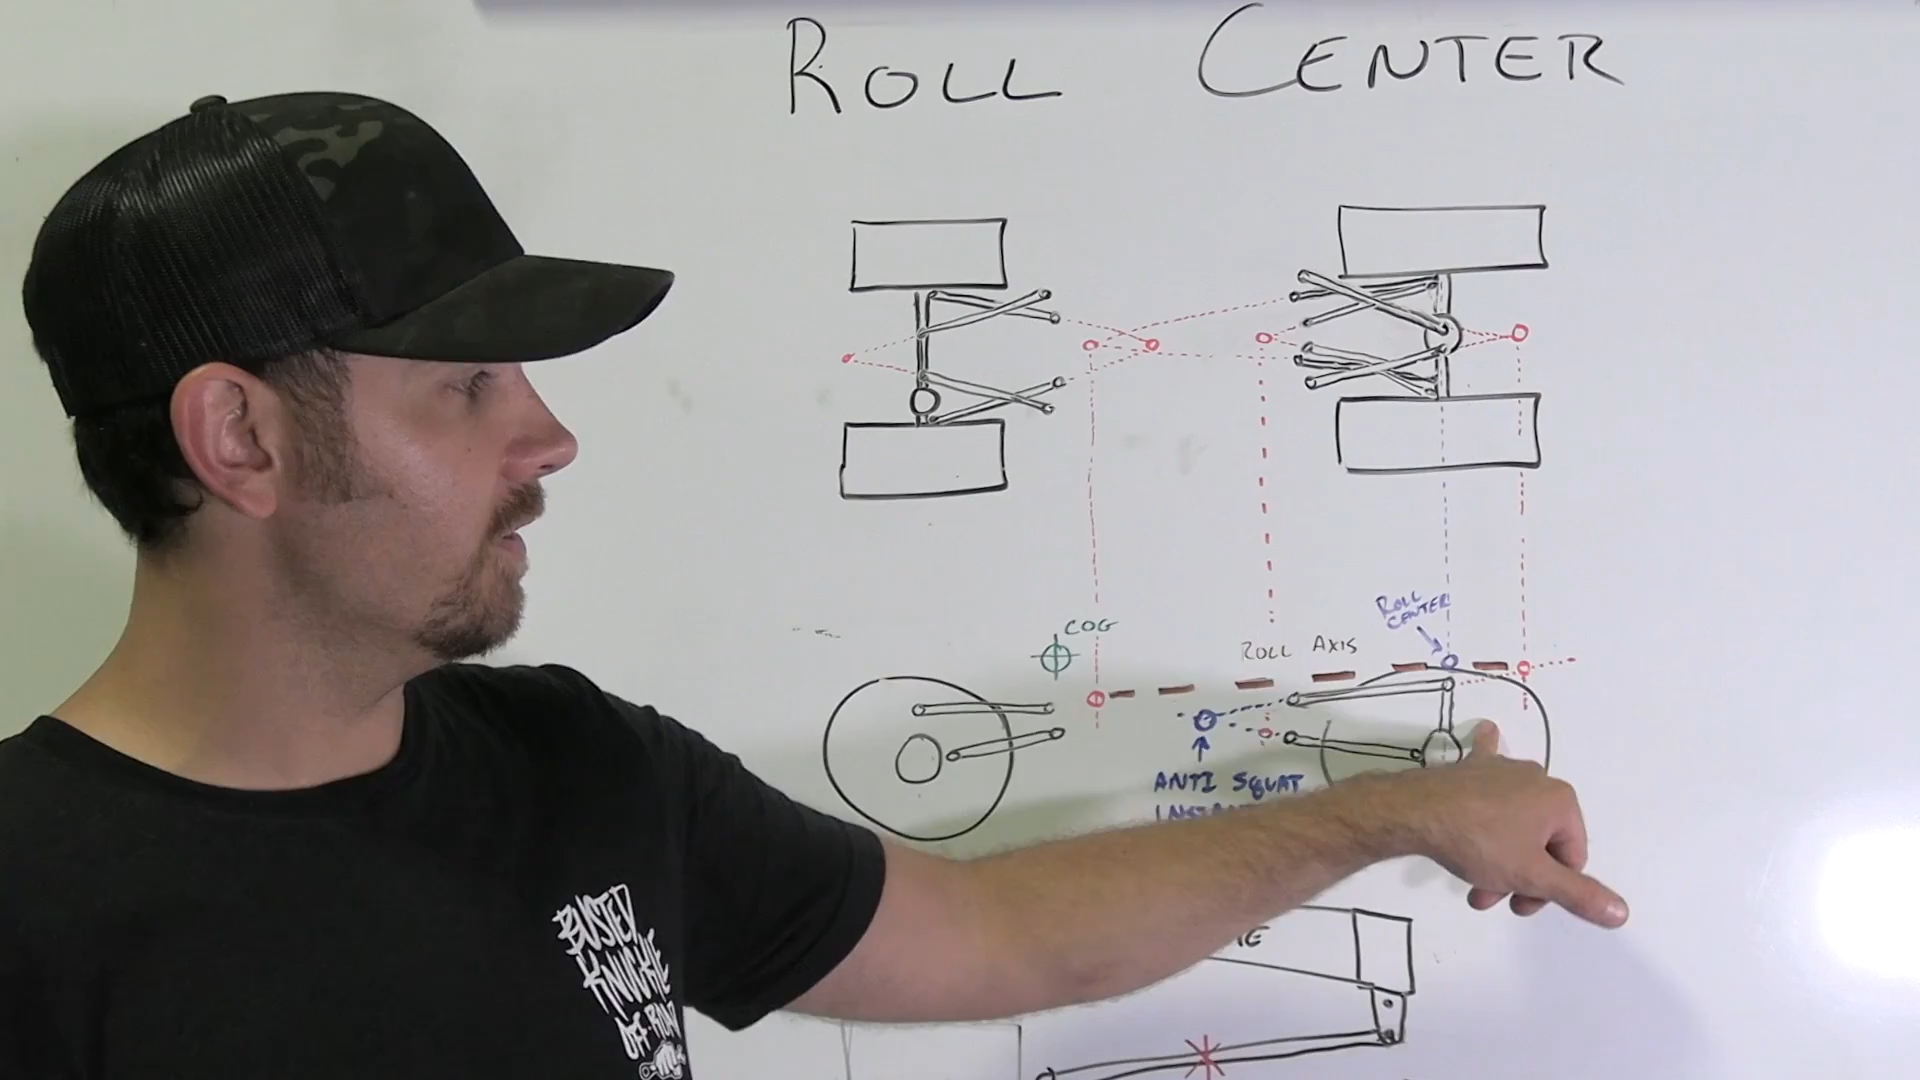 ROLL CENTER
ROLL
CENTER
COG
ROLL AXIS
ANTI SQUAT
BUSTED
KNUCKLE
OFF-ROAD